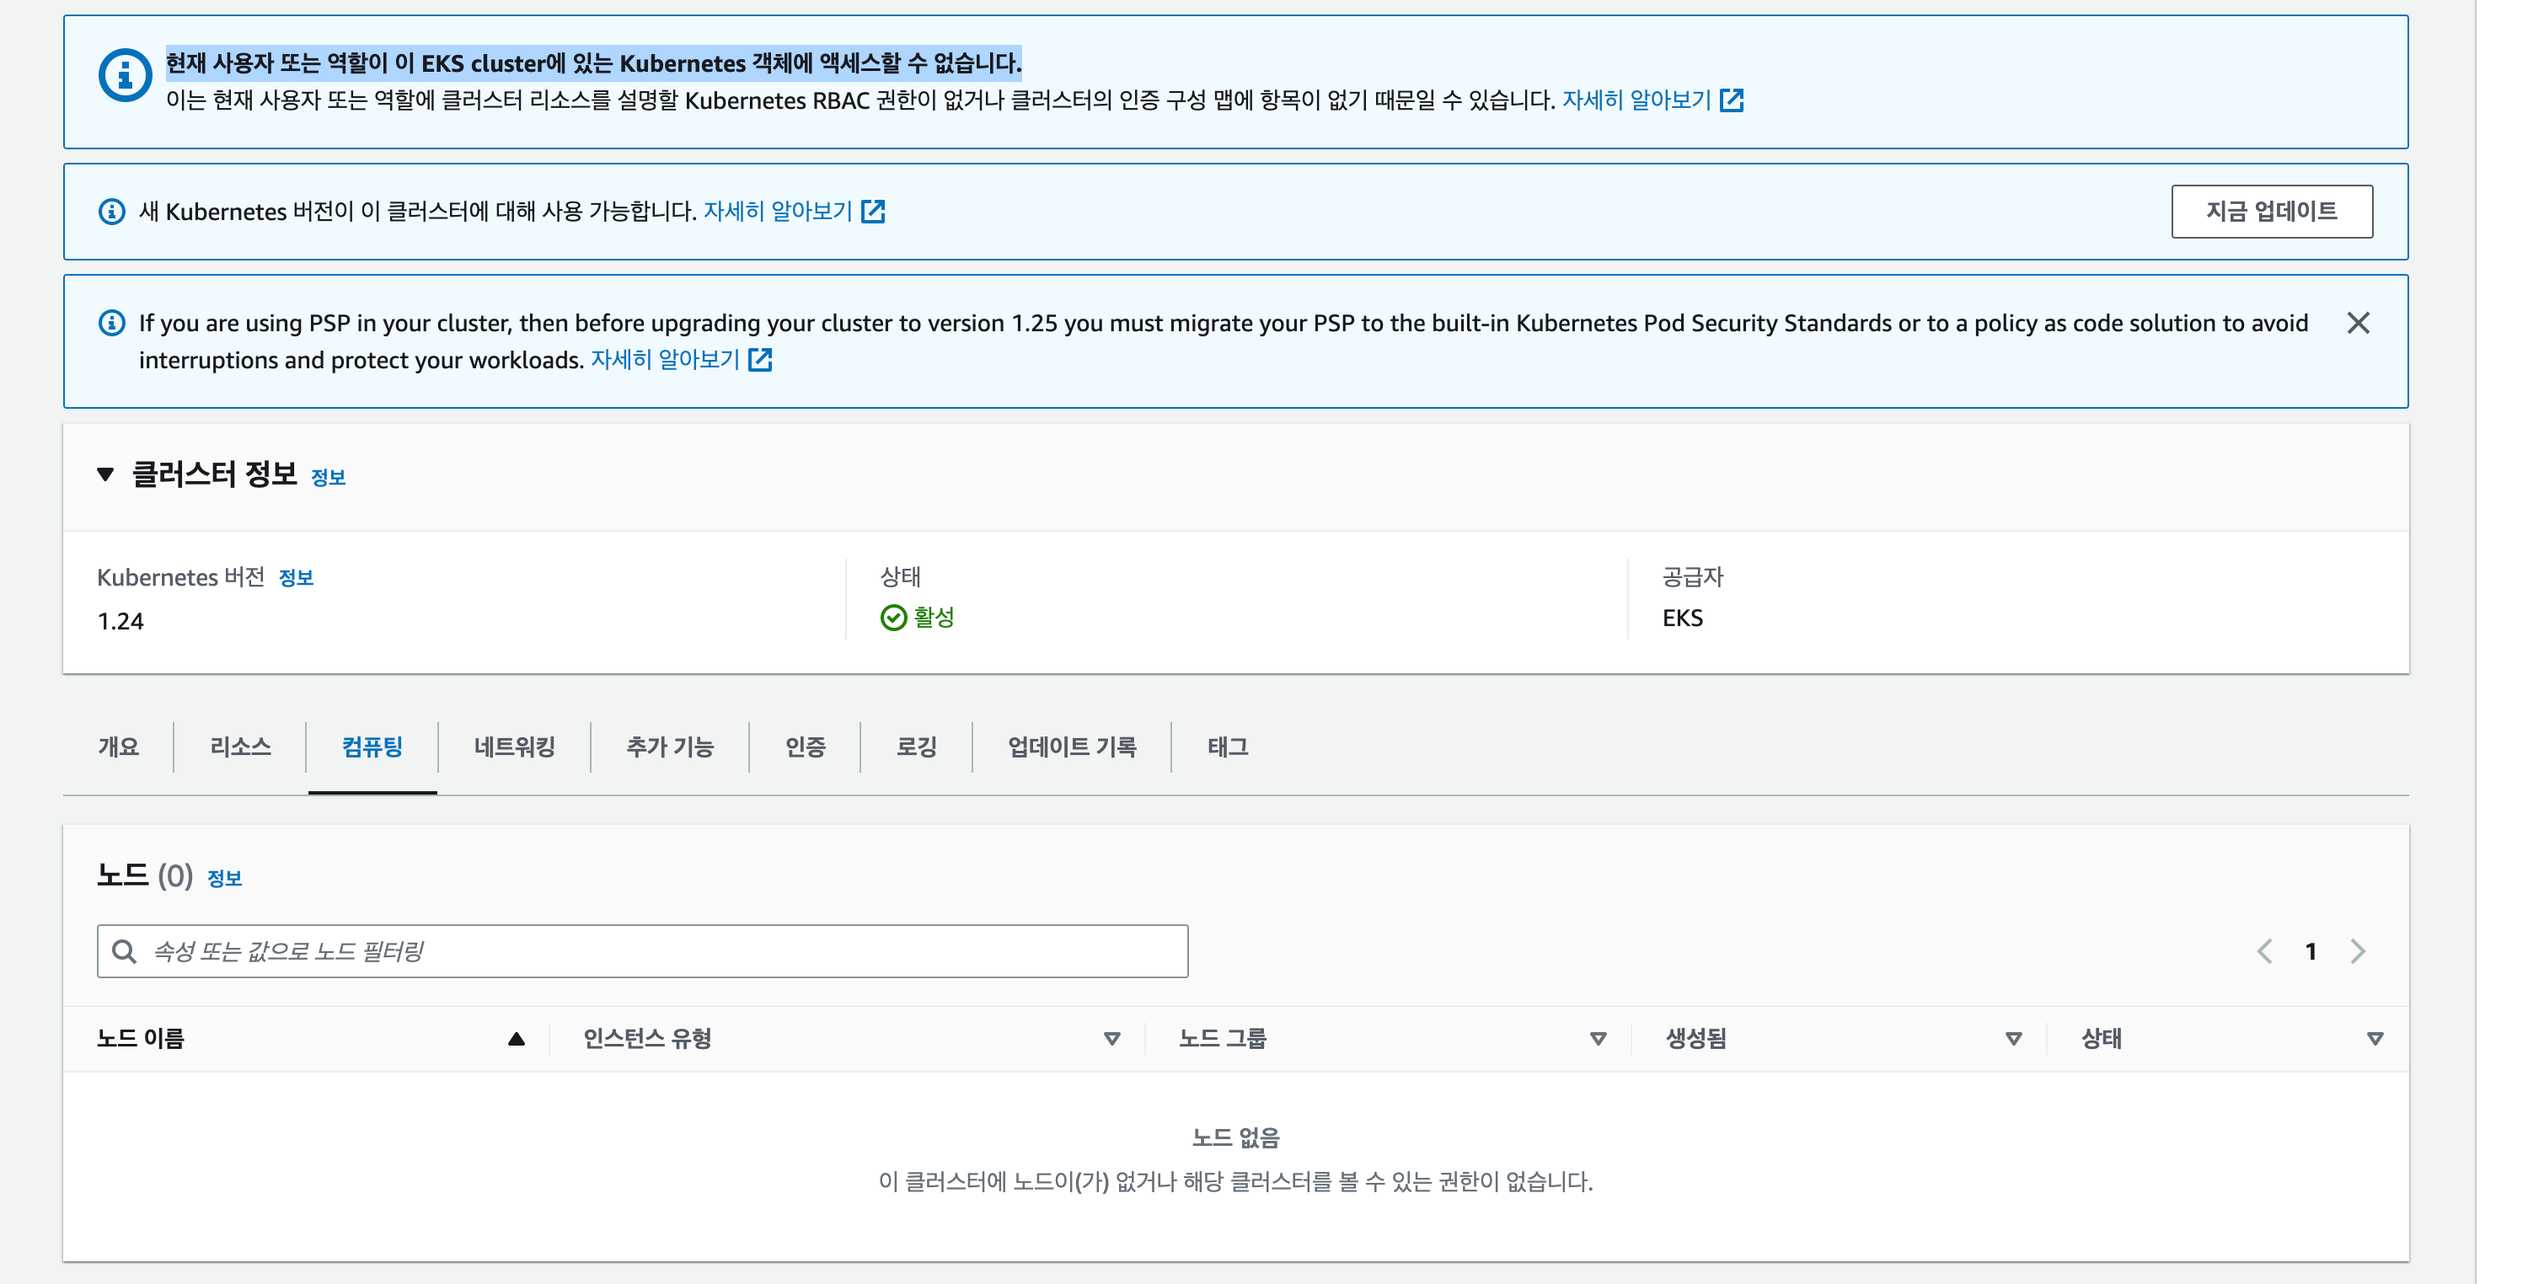 현재 사용자 또는 역할이 이 EKS cluster에 있는 Kubernetes 객체에 액세스할 수 없습니다.
이는 현재 사용자 또는 역할에 클러스터 리소스를 설명할 Kubernetes RBAC 권한이 없거나 클러스터의 인증 구성 맵에 항목이 없기 때문일 수 있습니다. 자세히 알아보기
새 Kubernetes 버전이 이 클러스터에 대해 사용 가능합니다. 자세히 알아보기
지금 업데이트
If you are using PSP in your cluster, then before upgrading your cluster to version 1.25 you must migrate your PSP to the built-in Kubernetes Pod Security Standards or to a policy as code solution to avoid
interruptions and protect your workloads. 자세히 알아보기
클러스터 정보 정보
Kubernetes 버전 정보
1.24
상태
활성
공급자
EKS
개요 리소스 컴퓨팅 네트워킹 추가 기능 인증 로깅 업데이트 기록 태그
노드 (0) 정보
속성 또는 값으로 노드 필터링
1
노드 이름 인스턴스 유형 노드 그룹 생성됨 상태
노드 없음
이 클러스터에 노드이(가) 없거나 해당 클러스터를 볼 수 있는 권한이 없습니다.